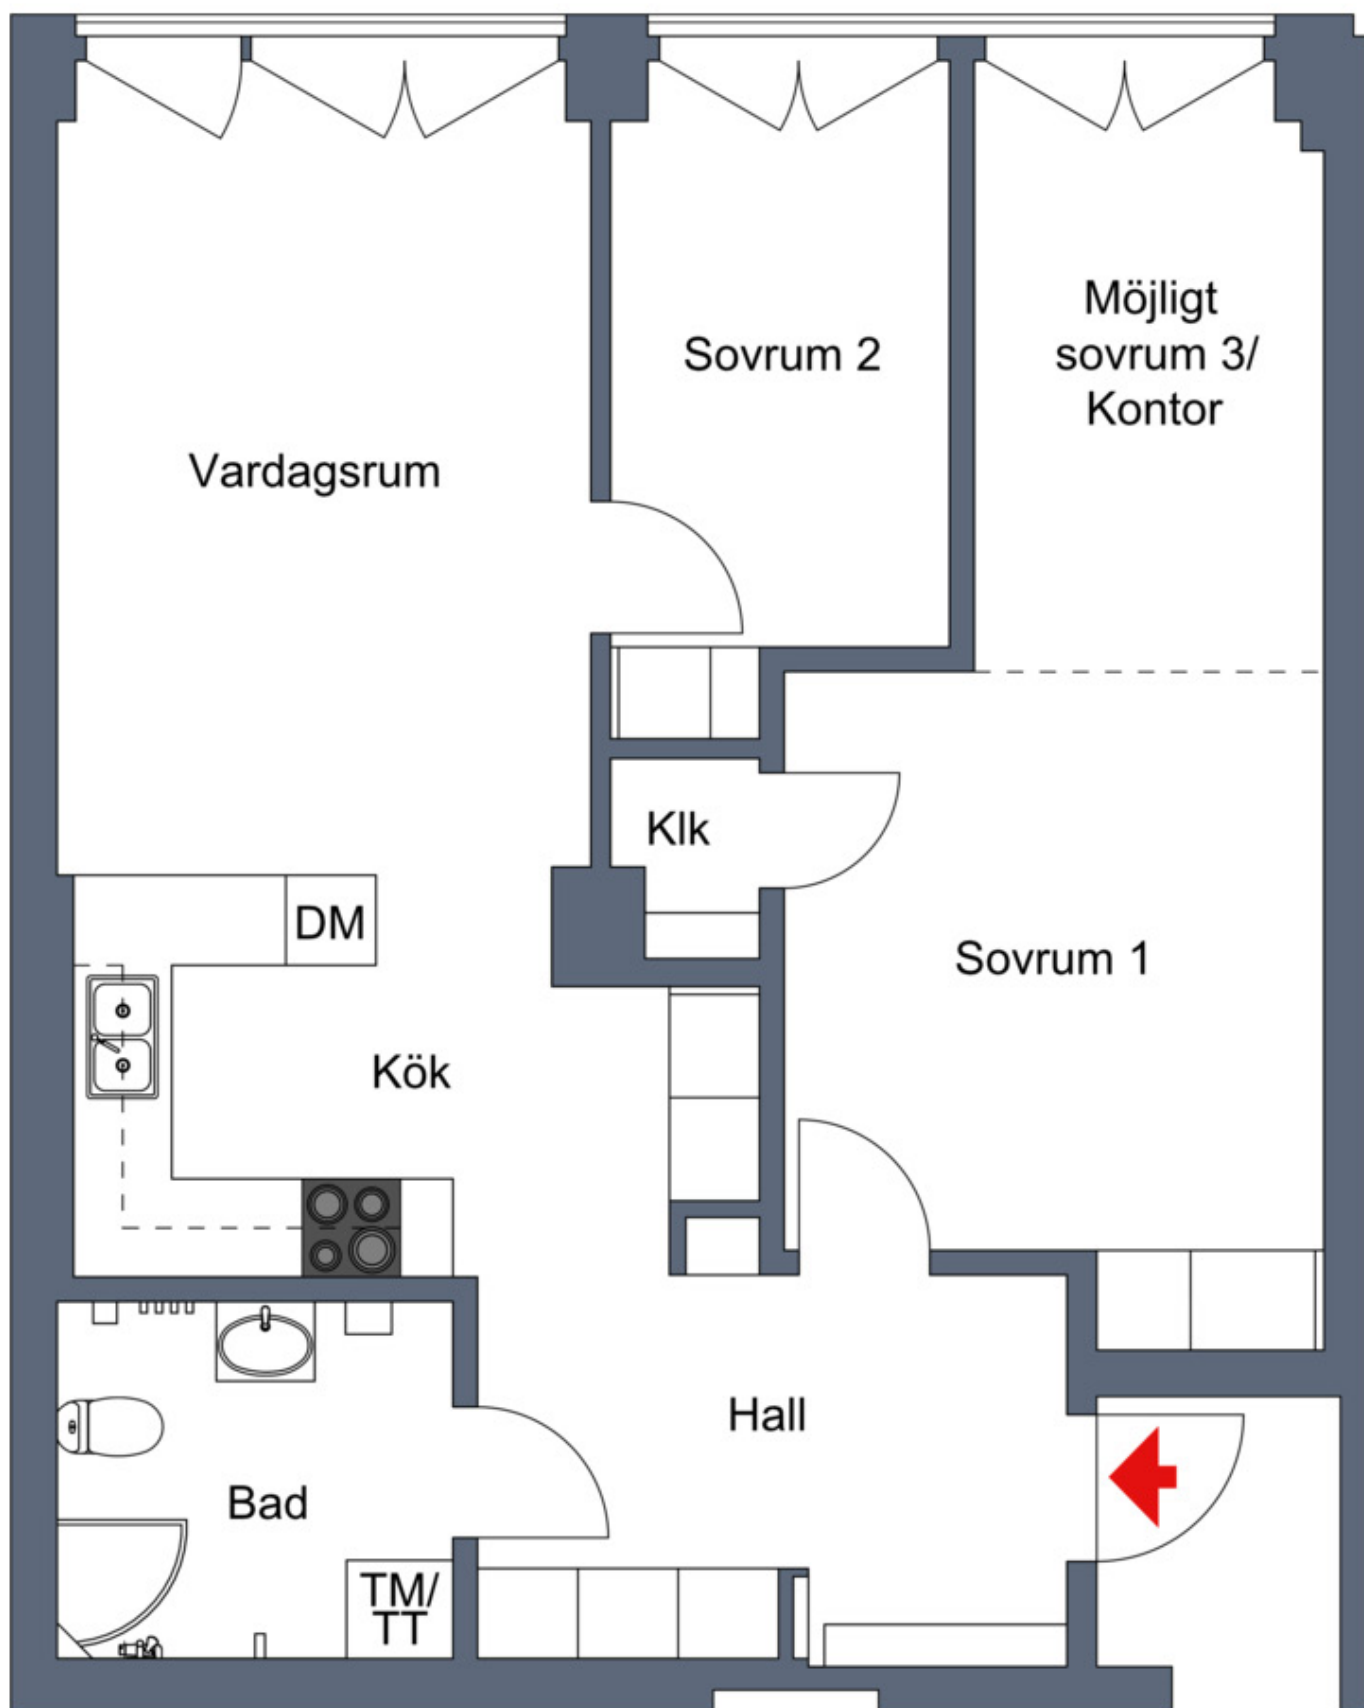 Möjligt
sovrum 3/
Kontor
Sovrum 2
Vardagsrum
Klk
DM
Sovrum 1
Kök
Hall
Bad
TM/
TT